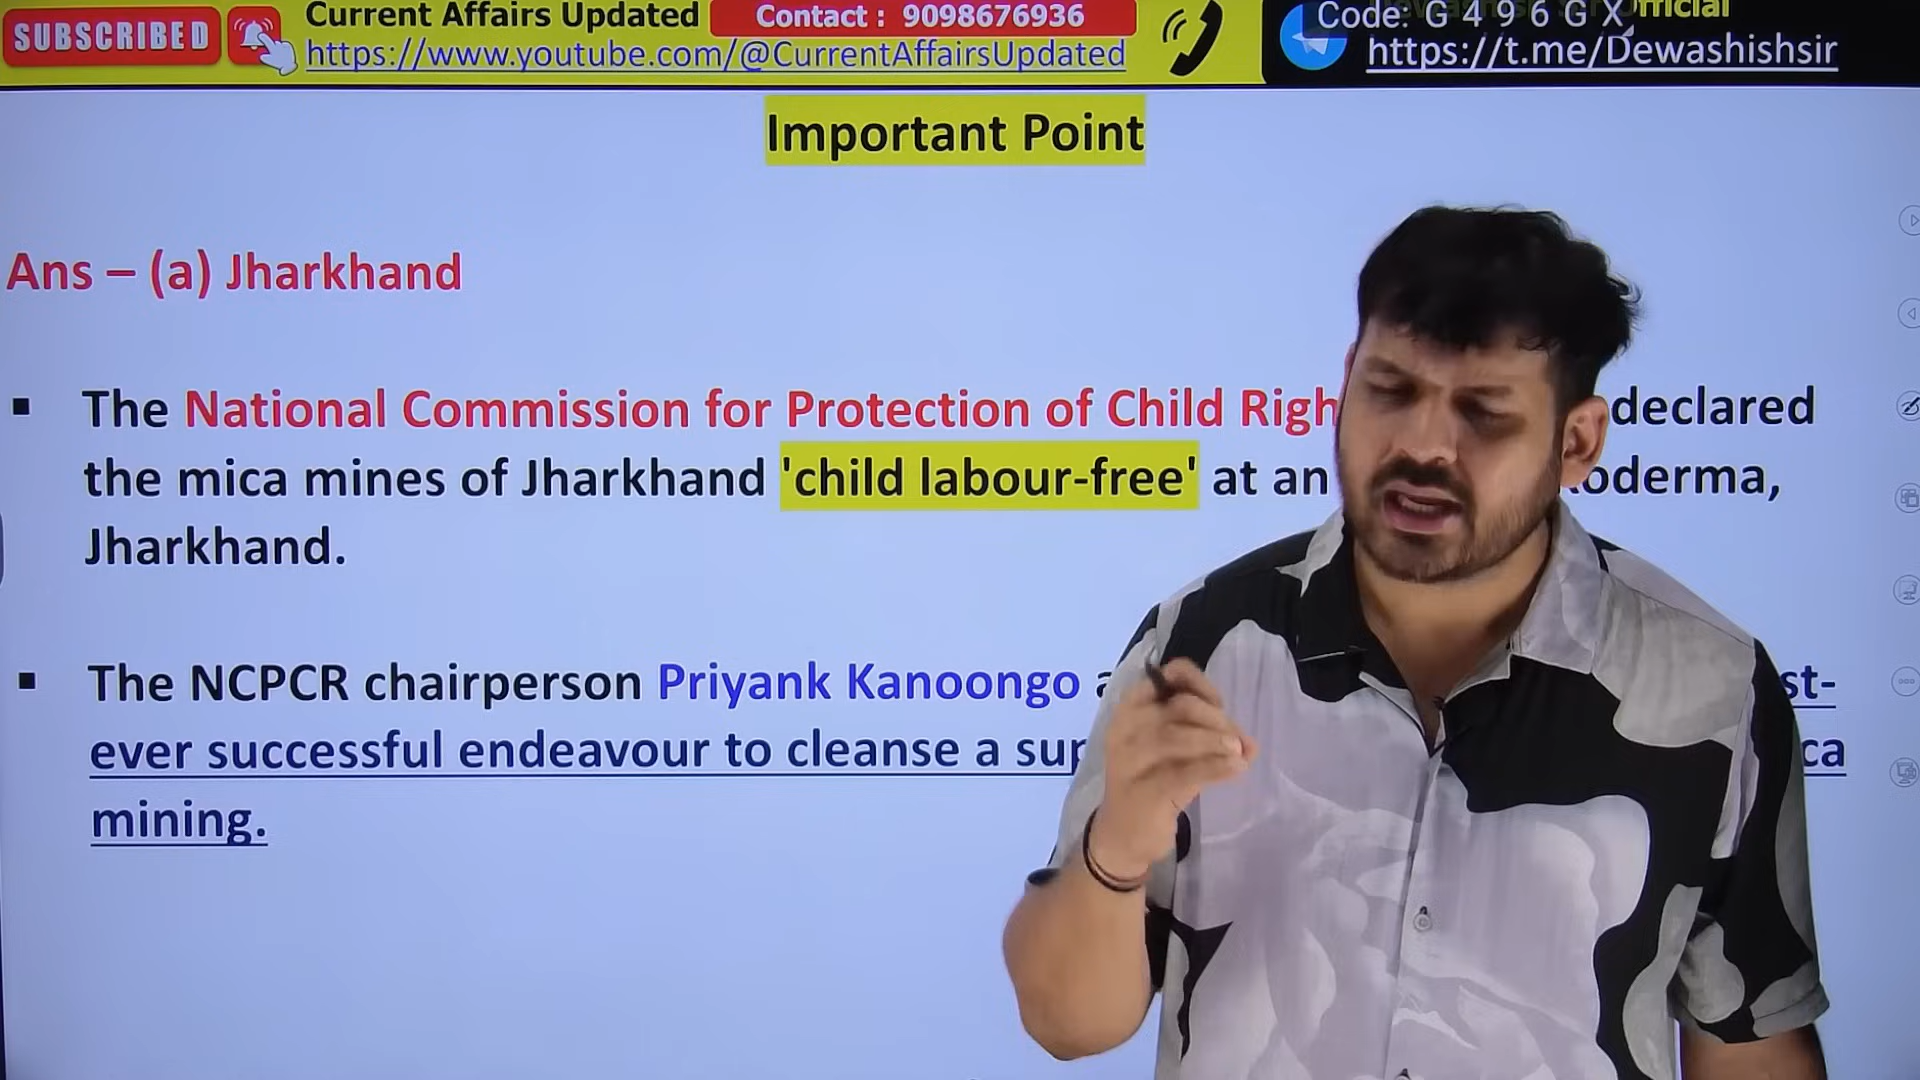 SUBSCRIBED
Current Affairs Updated
Contact : 9098676936
https://www.youtube.com/@CurrentAffairsUpdated
Code: G 4 9 6 G X
https://t.me/Dewashishsir
Important Point
Ans – (a) Jharkhand
▪ The National Commission for Protection of Child declared
the mica mines of Jharkhand 'child labour-free' at an
Jharkhand.
▪ The NCPCR chairperson Priyank Kanoongo
ever successful endeavour to cleanse a
mining.